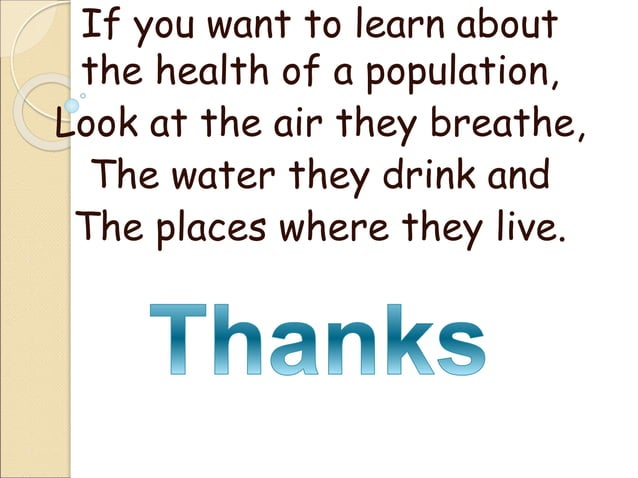 If you want to learn about
the health of a population,
Look at the air they breathe,
The water they drink and
The places where they live.
Thanks